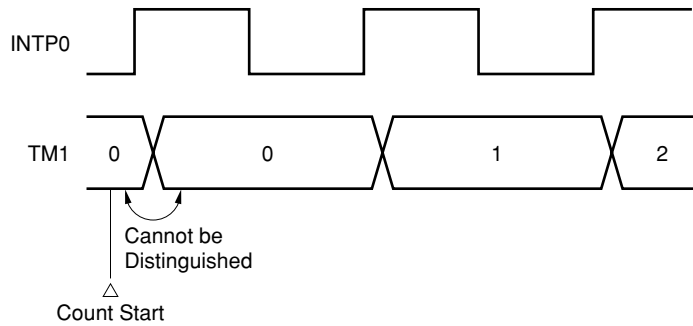 INTP0
TM1
0
0
1
2
Cannot be
Distinguished
Count Start